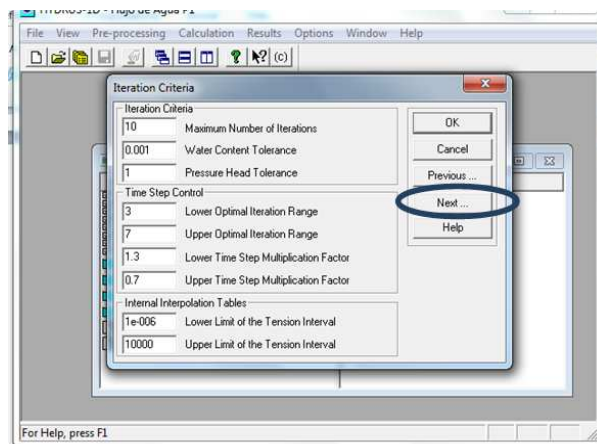 HYDRUS-1D - Flujo de Agua P1
File View Pre-processing Calculation Results Options Window Help
(c)
Iteration Criteria
Iteration Criteria
10 Maximum Number of Iterations
0.001 Water Content Tolerance
1 Pressure Head Tolerance
Time Step Control
3 Lower Optimal Iteration Range
7 Upper Optimal Iteration Range
1.3 Lower Time Step Multiplication Factor
0.7 Upper Time Step Multiplication Factor
Internal Interpolation Tables
1e-006 Lower Limit of the Tension Interval
10000 Upper Limit of the Tension Interval
OK
Cancel
Previous ...
Next ...
Help
For Help, press F1